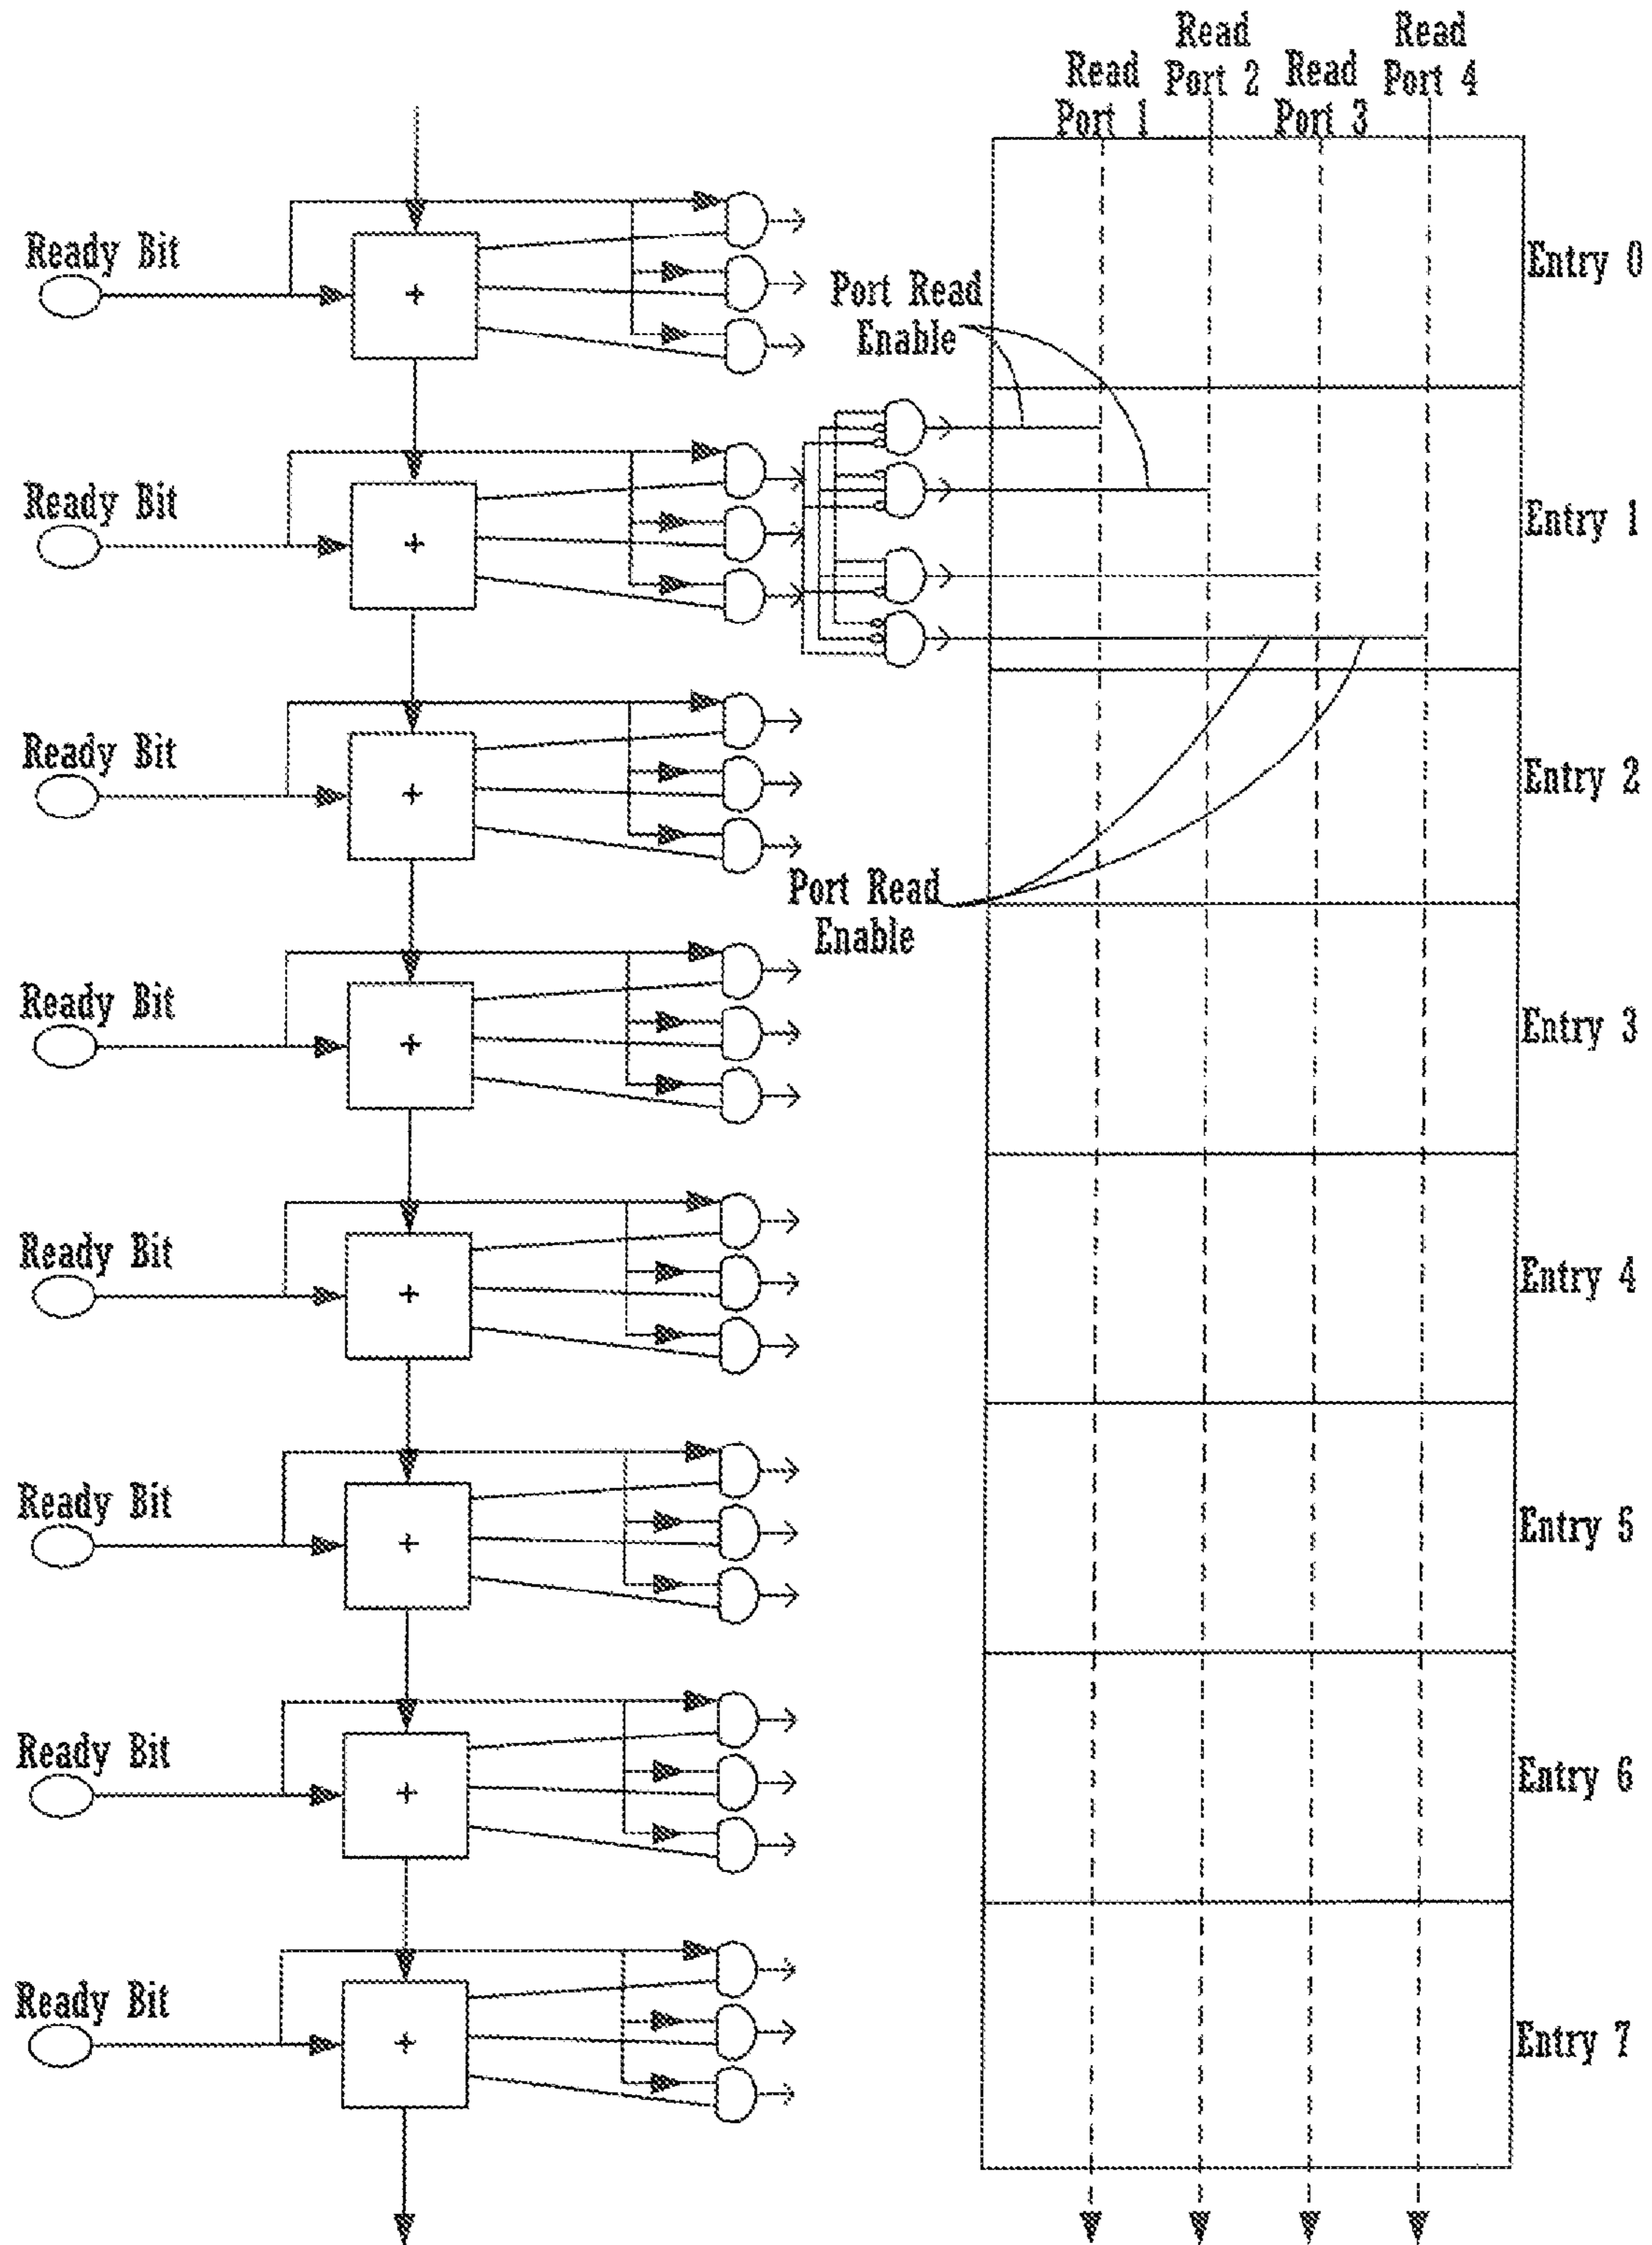 Read
Port 1
Read
Port 2
Read
Port 3
Read
Port 4
Ready Bit
+
Entry 0
Port Read
Enable
Ready Bit
+
Entry 1
Ready Bit
+
Entry 2
Port Read
Enable
Ready Bit
+
Entry 3
Ready Bit
+
Entry 4
Ready Bit
+
Entry 5
Ready Bit
+
Entry 6
Ready Bit
+
Entry 7